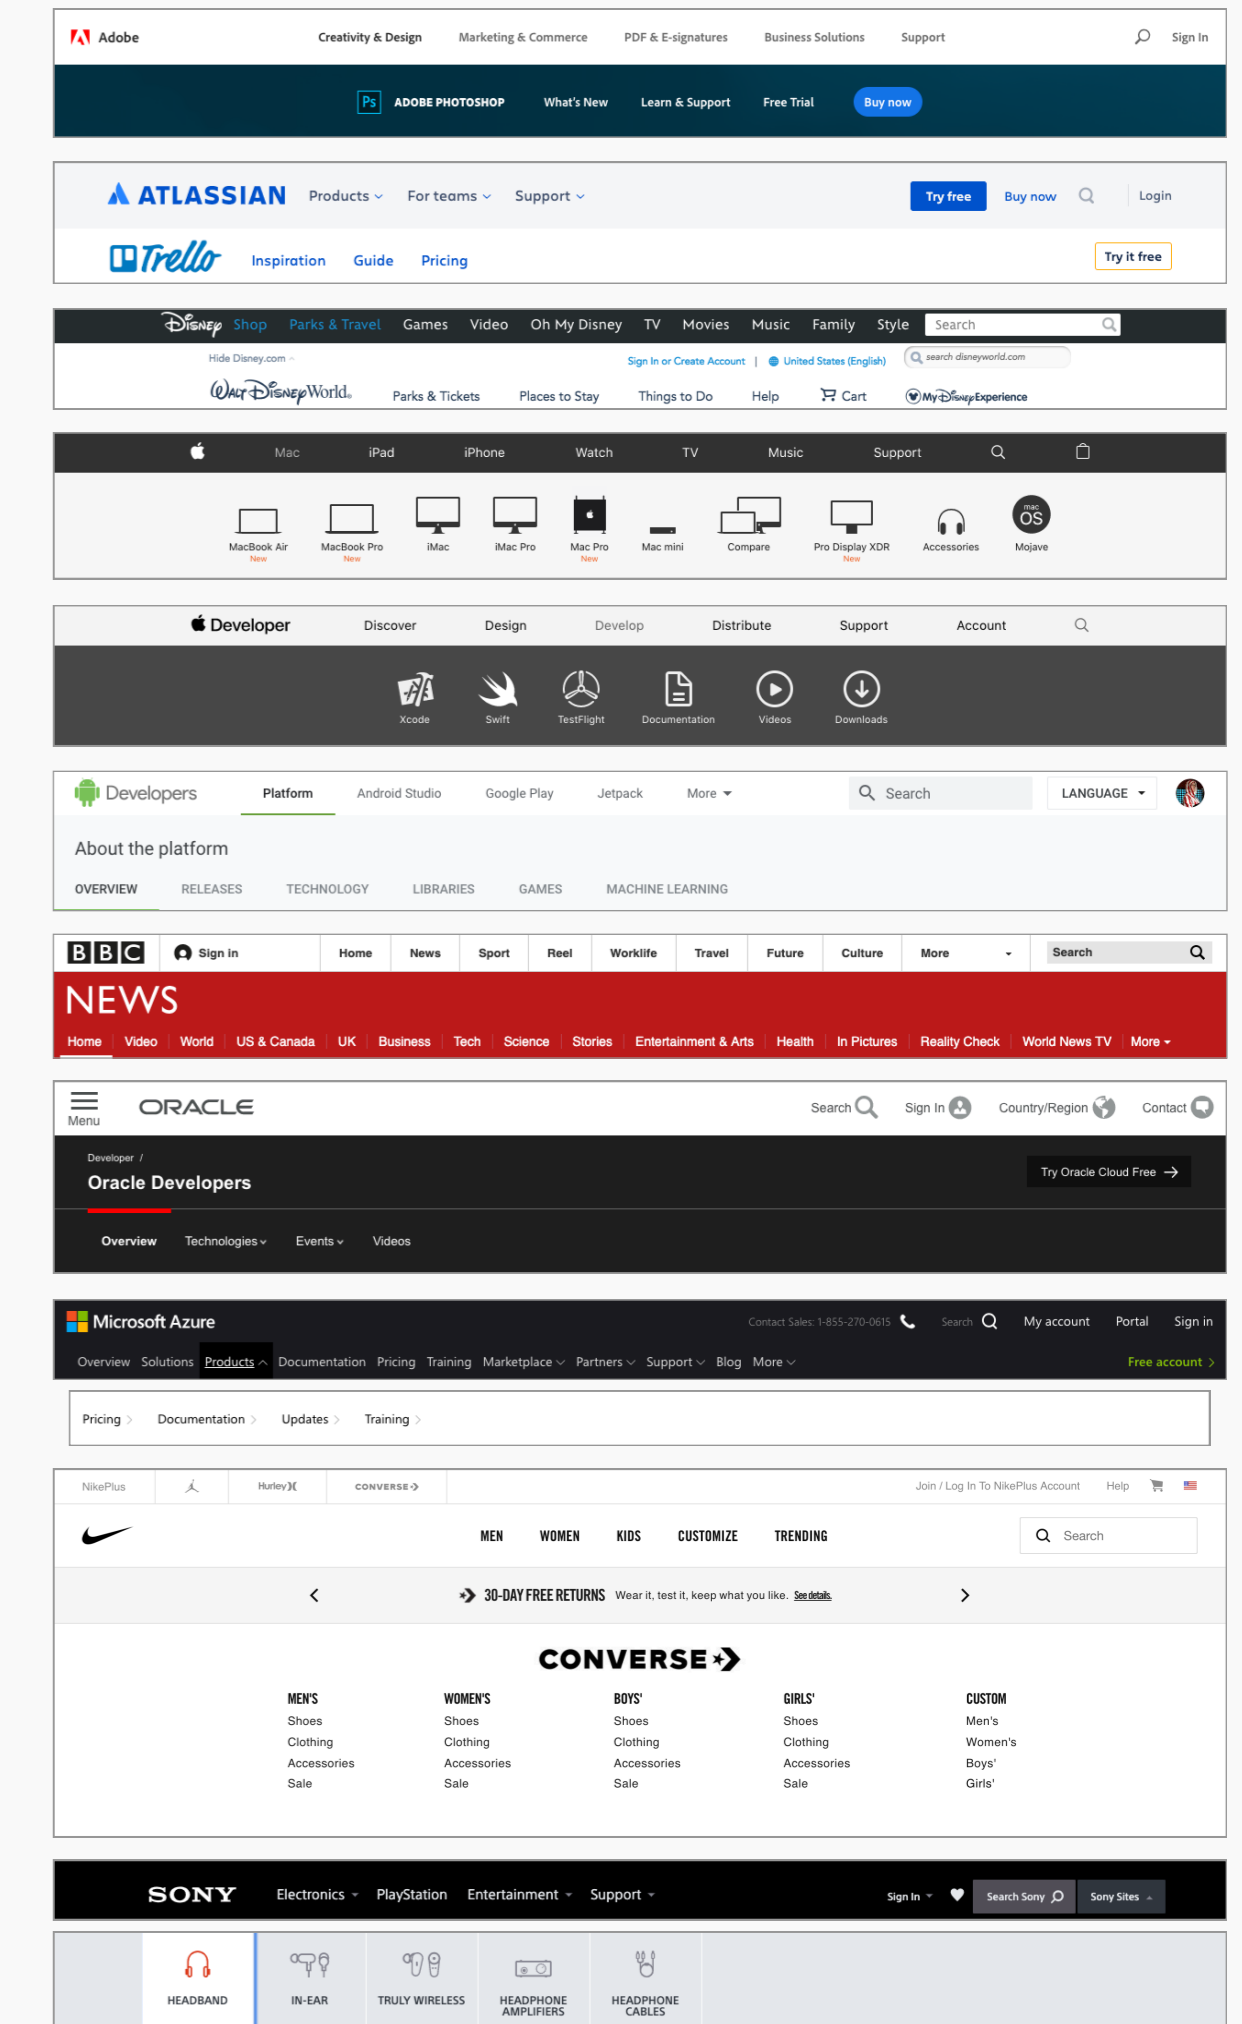 Adobe Creativity & Design Marketing & Commerce PDF & E-signatures Business Solutions Support Sign In
Ps ADOBE PHOTOSHOP What's New Learn & Support Free Trial Buy now
ATLASSIAN Products For teams Support Try free Buy now Login
Trello Inspiration Guide Pricing Try it free
Disney Shop Parks & Travel Games Video Oh My Disney TV Movies Music Family Style Search
Hide Disney.com Sign In or Create Account | United States (English) search disneyworld.com
Walt Disney World. Parks & Tickets Places to Stay Things to Do Help Cart My Disney Experience
Mac iPad iPhone Watch TV Music Support
mac
OS
MacBook Air MacBook Pro iMac iMac Pro Mac Pro Mac mini Compare Pro Display XDR Accessories Mojave
New New New New
Developer Discover Design Develop Distribute Support Account
Xcode Swift TestFlight Documentation Videos Downloads
Developers Platform Android Studio Google Play Jetpack More Search LANGUAGE
About the platform
OVERVIEW RELEASES TECHNOLOGY LIBRARIES GAMES MACHINE LEARNING
BBC Sign in Home News Sport Reel Worklife Travel Future Culture More Search
NEWS
Home Video World US & Canada UK Business Tech Science Stories Entertainment & Arts Health In Pictures Reality Check World News TV More
Menu ORACLE Search Sign In Country/Region Contact
Developer /
Oracle Developers Try Oracle Cloud Free →
Overview Technologies Events Videos
Microsoft Azure Contact Sales: 1-855-270-0615 Search My account Portal Sign in
Overview Solutions Products Documentation Pricing Training Marketplace Partners Support Blog More Free account >
Pricing > Documentation > Updates > Training >
NikePlus Hurley CONVERSE Join / Log In To NikePlus Account Help
MEN WOMEN KIDS CUSTOMIZE TRENDING Search
30-DAY FREE RETURNS Wear it, test it, keep what you like. See details.
CONVERSE
MEN'S WOMEN'S BOYS' GIRLS' CUSTOM
Shoes Shoes Shoes Shoes Men's
Clothing Clothing Clothing Clothing Women's
Accessories Accessories Accessories Accessories Boys'
Sale Sale Sale Sale Girls'
SONY Electronics PlayStation Entertainment Support Sign In Search Sony Sony Sites
HEADBAND IN-EAR TRULY WIRELESS HEADPHONE AMPLIFIERS HEADPHONE CABLES